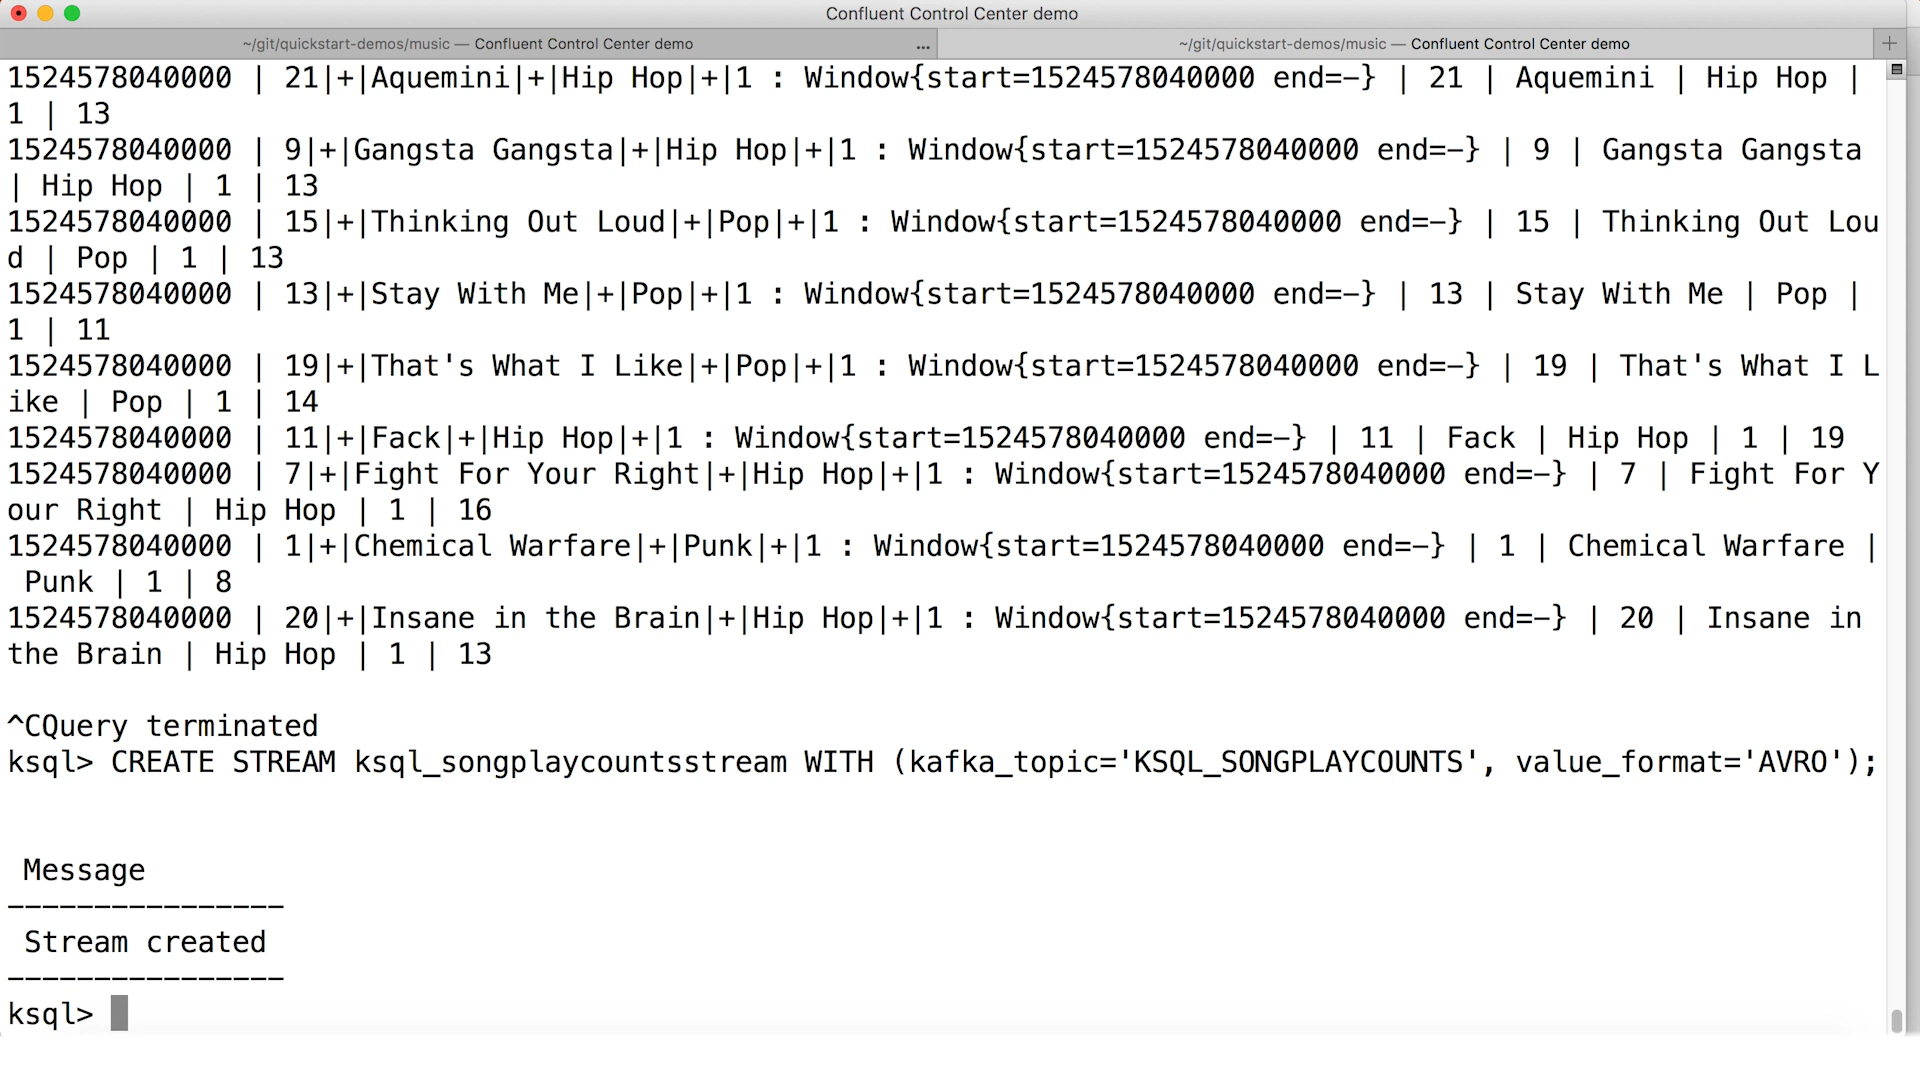 Confluent Control Center demo
~/git/quickstart-demos/music — Confluent Control Center demo ... ~/git/quickstart-demos/music — Confluent Control Center demo +
1524578040000 | 21|+|Aquemini|+|Hip Hop|+|1 : Window{start=1524578040000 end=-} | 21 | Aquemini | Hip Hop |
1 | 13
1524578040000 | 9|+|Gangsta Gangsta|+|Hip Hop|+|1 : Window{start=1524578040000 end=-} | 9 | Gangsta Gangsta
| Hip Hop | 1 | 13
1524578040000 | 15|+|Thinking Out Loud|+|Pop|+|1 : Window{start=1524578040000 end=-} | 15 | Thinking Out Lou
d | Pop | 1 | 13
1524578040000 | 13|+|Stay With Me|+|Pop|+|1 : Window{start=1524578040000 end=-} | 13 | Stay With Me | Pop |
1 | 11
1524578040000 | 19|+|That's What I Like|+|Pop|+|1 : Window{start=1524578040000 end=-} | 19 | That's What I L
ike | Pop | 1 | 14
1524578040000 | 11|+|Fack|+|Hip Hop|+|1 : Window{start=1524578040000 end=-} | 11 | Fack | Hip Hop | 1 | 19
1524578040000 | 7|+|Fight For Your Right|+|Hip Hop|+|1 : Window{start=1524578040000 end=-} | 7 | Fight For Y
our Right | Hip Hop | 1 | 16
1524578040000 | 1|+|Chemical Warfare|+|Punk|+|1 : Window{start=1524578040000 end=-} | 1 | Chemical Warfare |
Punk | 1 | 8
1524578040000 | 20|+|Insane in the Brain|+|Hip Hop|+|1 : Window{start=1524578040000 end=-} | 20 | Insane in
the Brain | Hip Hop | 1 | 13
^CQuery terminated
ksql> CREATE STREAM ksql_songplaycountsstream WITH (kafka_topic='KSQL_SONGPLAYCOUNTS', value_format='AVRO');
Message
----------------
Stream created
----------------
ksql>